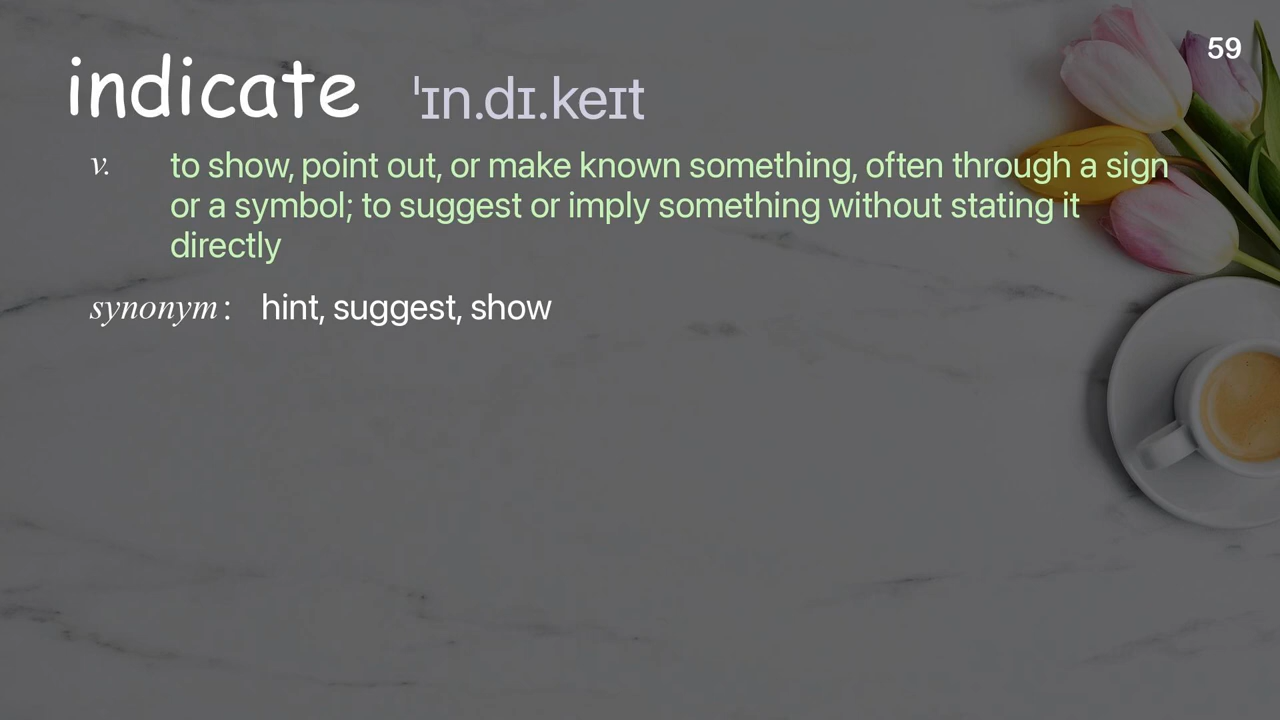 59
indicate ˈɪn.dɪ.keɪt
v. to show, point out, or make known something, often through a sign
or a symbol; to suggest or imply something without stating it
directly
synonym: hint, suggest, show